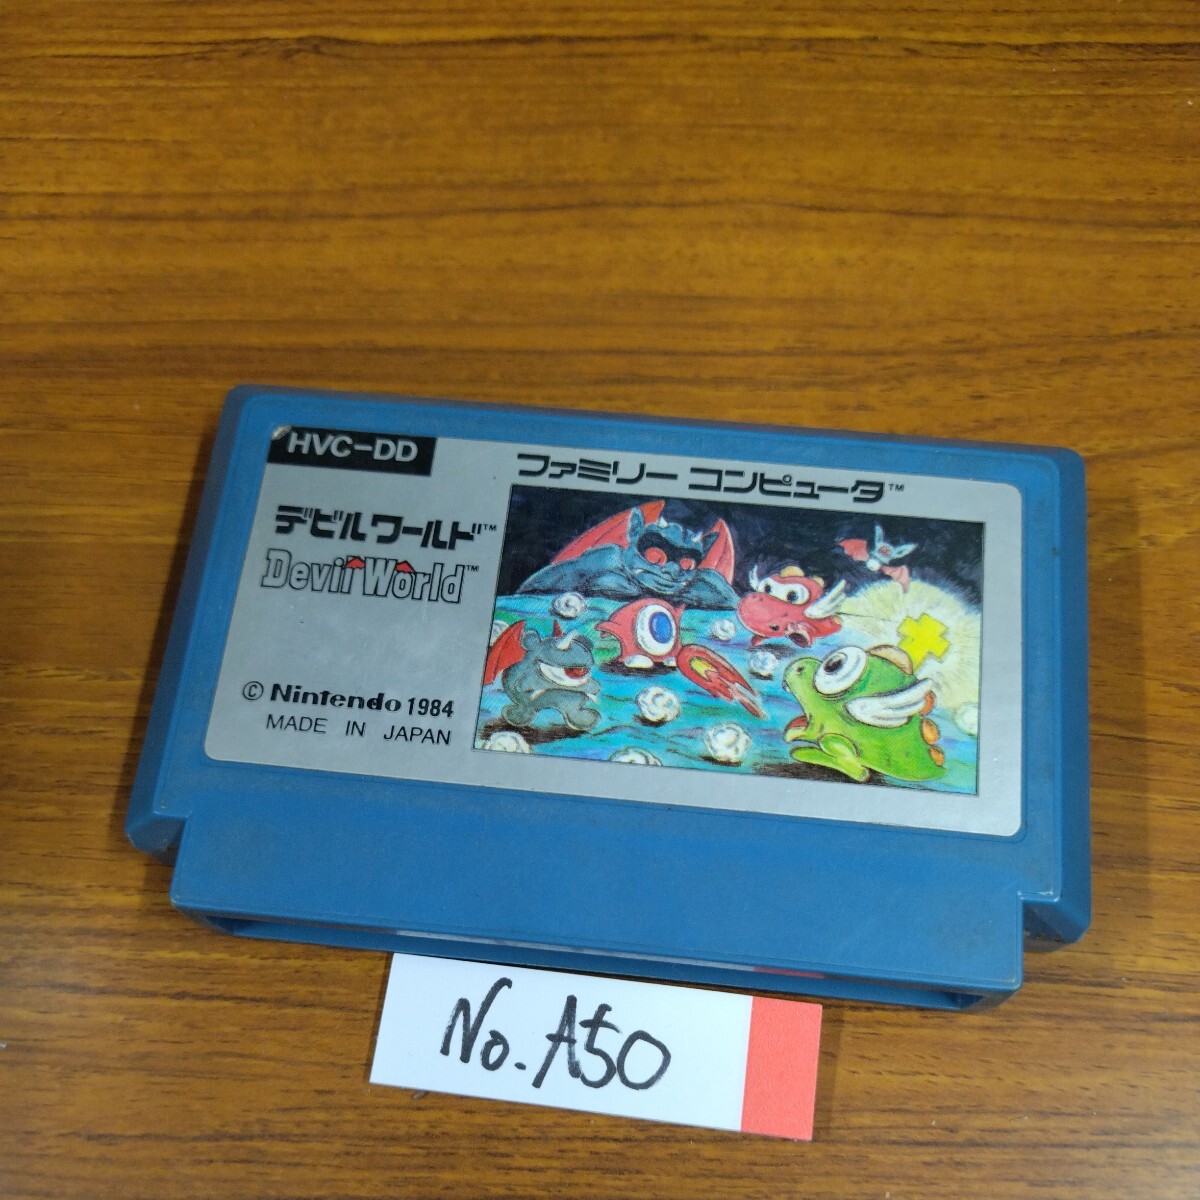 HVC-DD
ファミリー コンピュータ™
デビルワールド™
Devil World™
© Nintendo 1984
MADE IN JAPAN
No. A50